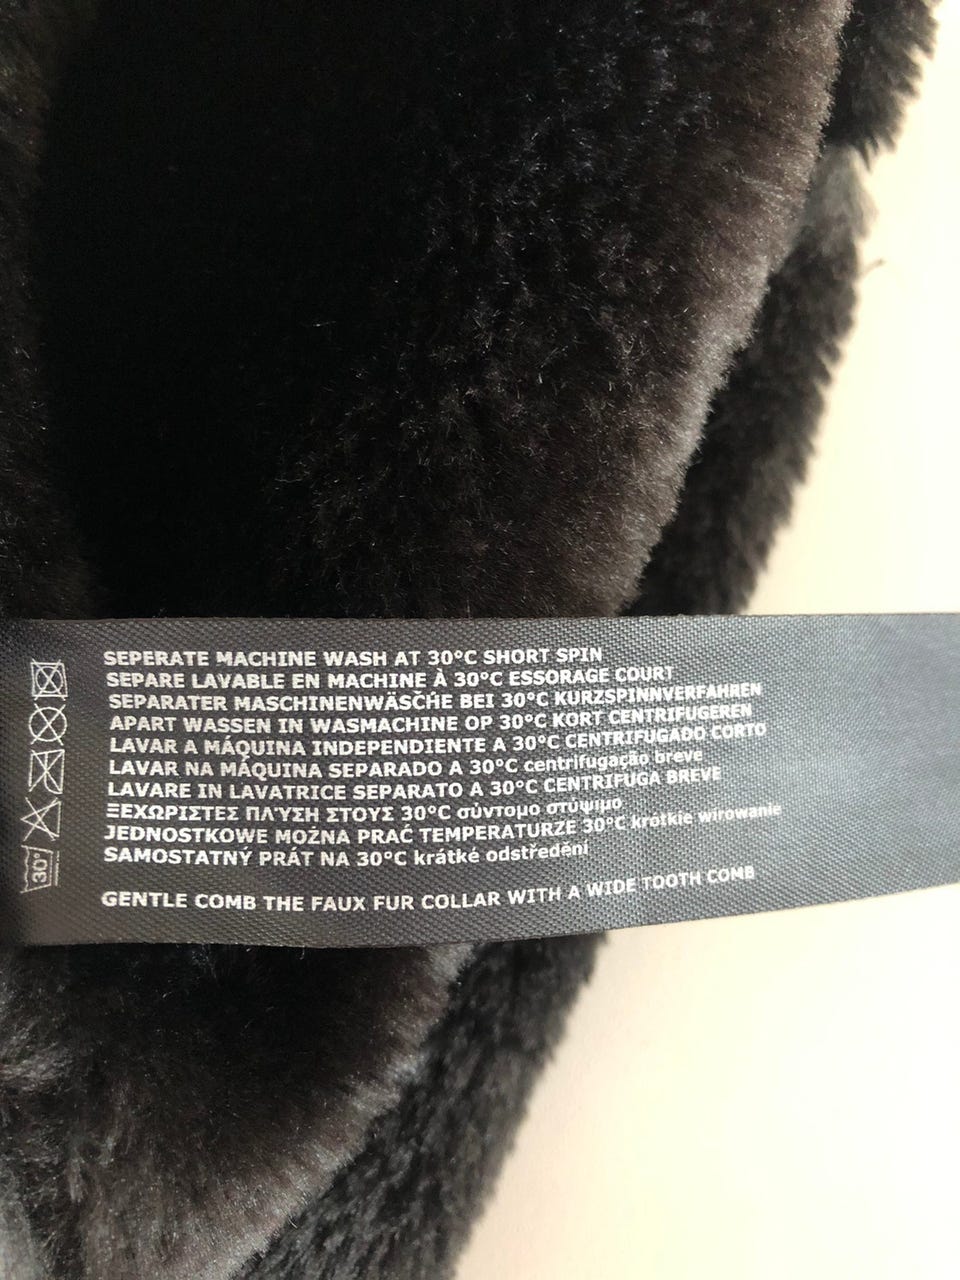 SEPERATE MACHINE WASH AT 30°C SHORT SPIN
SEPARE LAVABLE EN MACHINE À 30°C ESSORAGE COURT
SEPARATER MASCHINENWÄSČHE BEI 30°C KURZSPINNVERFAHREN
APART WASSEN IN WASMACHINE OP 30°C KORT CENTRIFUGEREN
LAVAR A MÁQUINA INDEPENDIENTE A 30°C CENTRIFUGADO CORTO
LAVAR NA MÁQUINA SEPARADO A 30°C centrifugação breve
LAVARE IN LAVATRICE SEPARATO A 30°C CENTRIFUGA BREVE
ΞΕΧΩΡΙΣΤΕΣ ΠΛΎΣΗ ΣΤΟΥΣ 30°C σύντομο στύψιμο
JEDNOSTKOWE MOŻNA PRAĆ TEMPERATURZE 30°C krótkie wirowanie
SAMOSTATNÝ PRÁT NA 30°C krátké odstředění
GENTLE COMB THE FAUX FUR COLLAR WITH A WIDE TOOTH COMB
30°